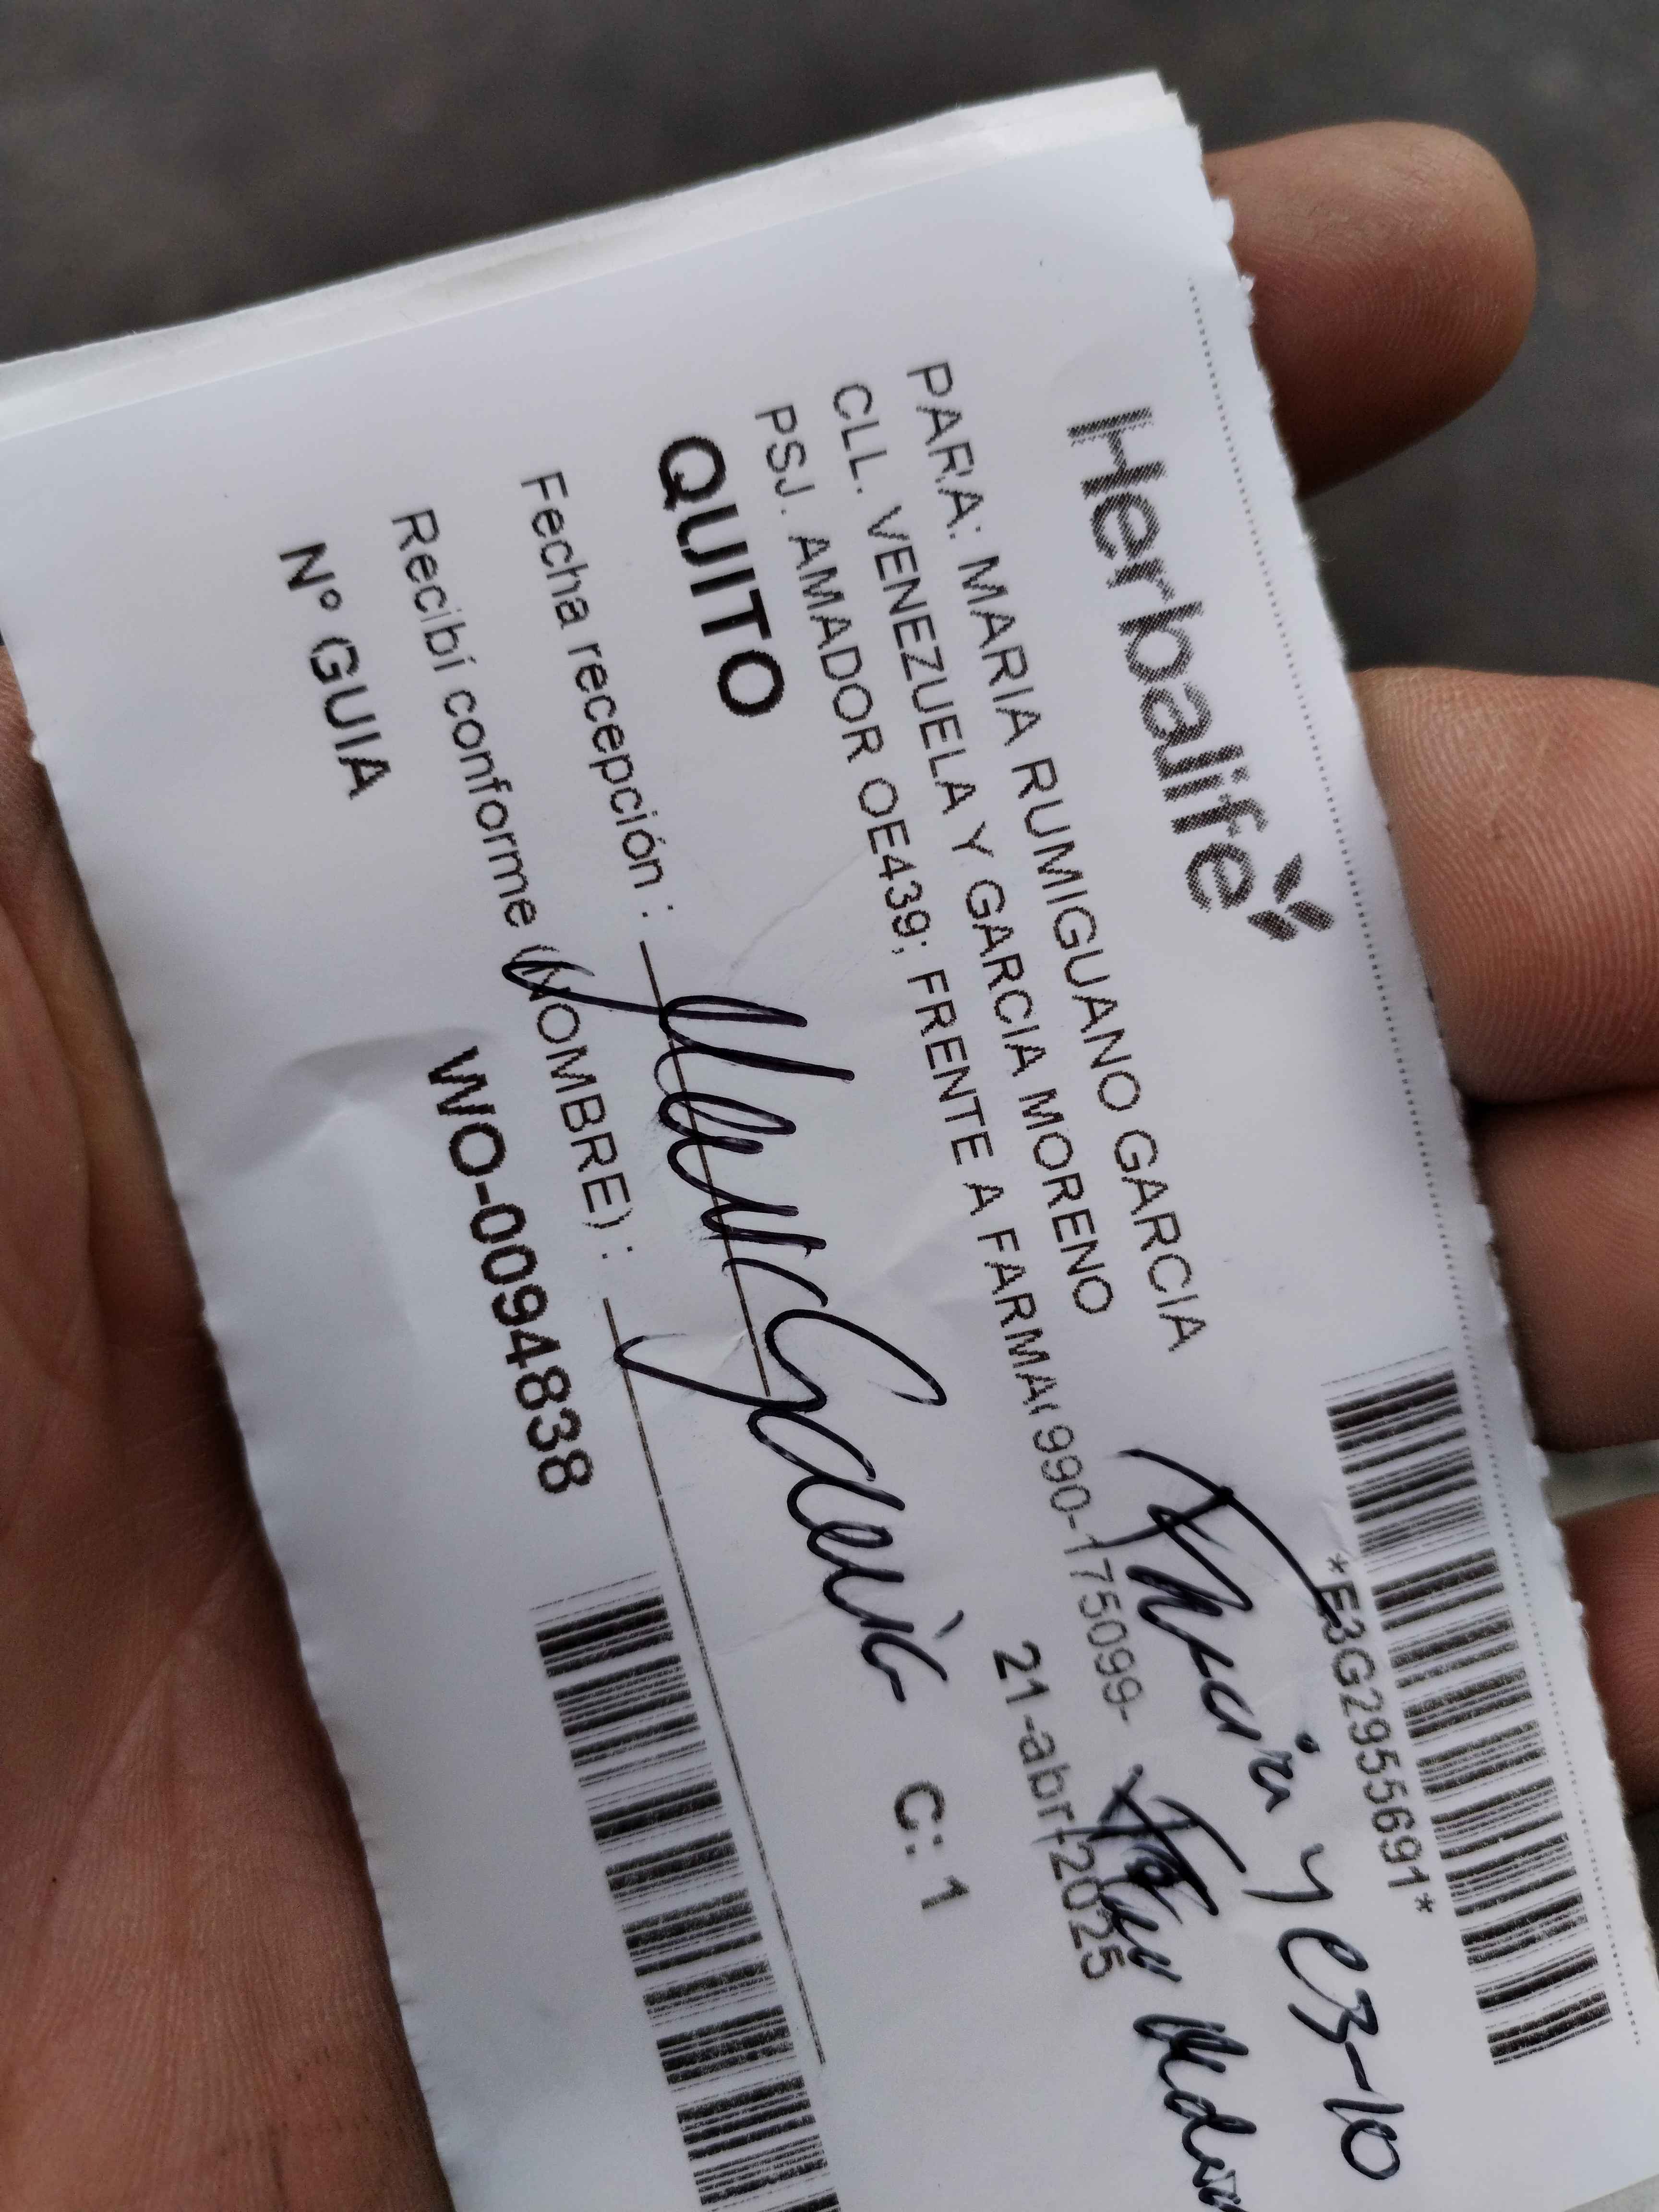 Herbalife
*E3G2955691*
PARA: MARIA RUMIGUANO GARCIA
CLL. VENEZUELA Y GARCIA MORENO
PSJ. AMADOR OE439; FRENTE A FARMA 990-175099-
QUITO
21-abr-2025
C: 1
Fecha recepción :
Garcia
Recibí conforme (NOMBRE) :
Nº GUIA WO-0094838